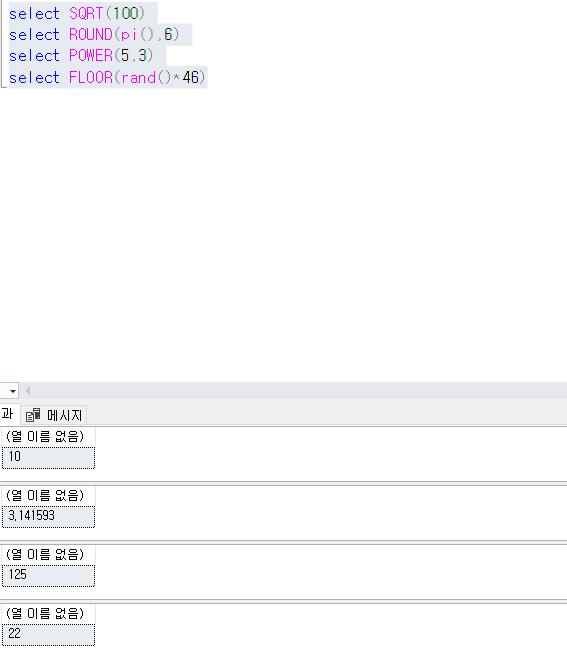 select SQRT(100)
select ROUND(pi(),6)
select POWER(5,3)
select FLOOR(rand()*46)
과 메시지
(열 이름 없음)
10
(열 이름 없음)
3,141593
(열 이름 없음)
125
(열 이름 없음)
22